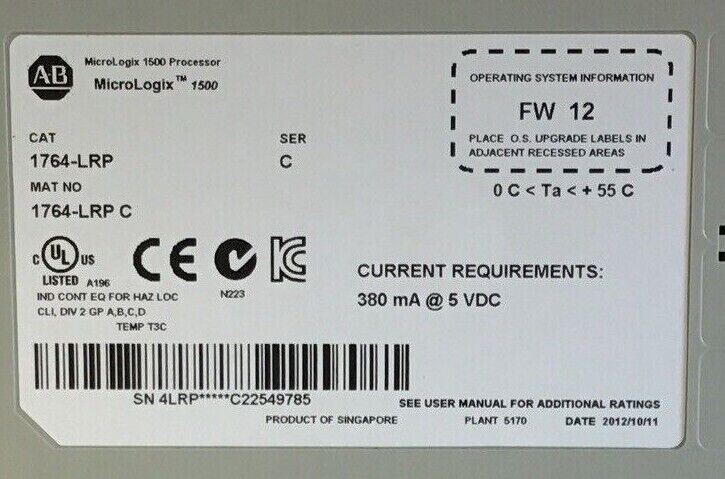 AB
MicroLogix 1500 Processor
MicroLogix™ 1500
CAT
SER
1764-LRP
C
MAT NO
1764-LRP C
OPERATING SYSTEM INFORMATION
FW 12
PLACE O.S. UPGRADE LABELS IN
ADJACENT RECESSED AREAS
0 C < Ta < + 55 C
C UL US
LISTED A196
CE
N223
KC
IND CONT EQ FOR HAZ LOC
CLI, DIV 2 GP A,B,C,D
TEMP T3C
CURRENT REQUIREMENTS:
380 mA @ 5 VDC
SN 4LRP*****C22549785
SEE USER MANUAL FOR ADDITIONAL RATINGS
PRODUCT OF SINGAPORE
PLANT 5170
DATE 2012/10/11